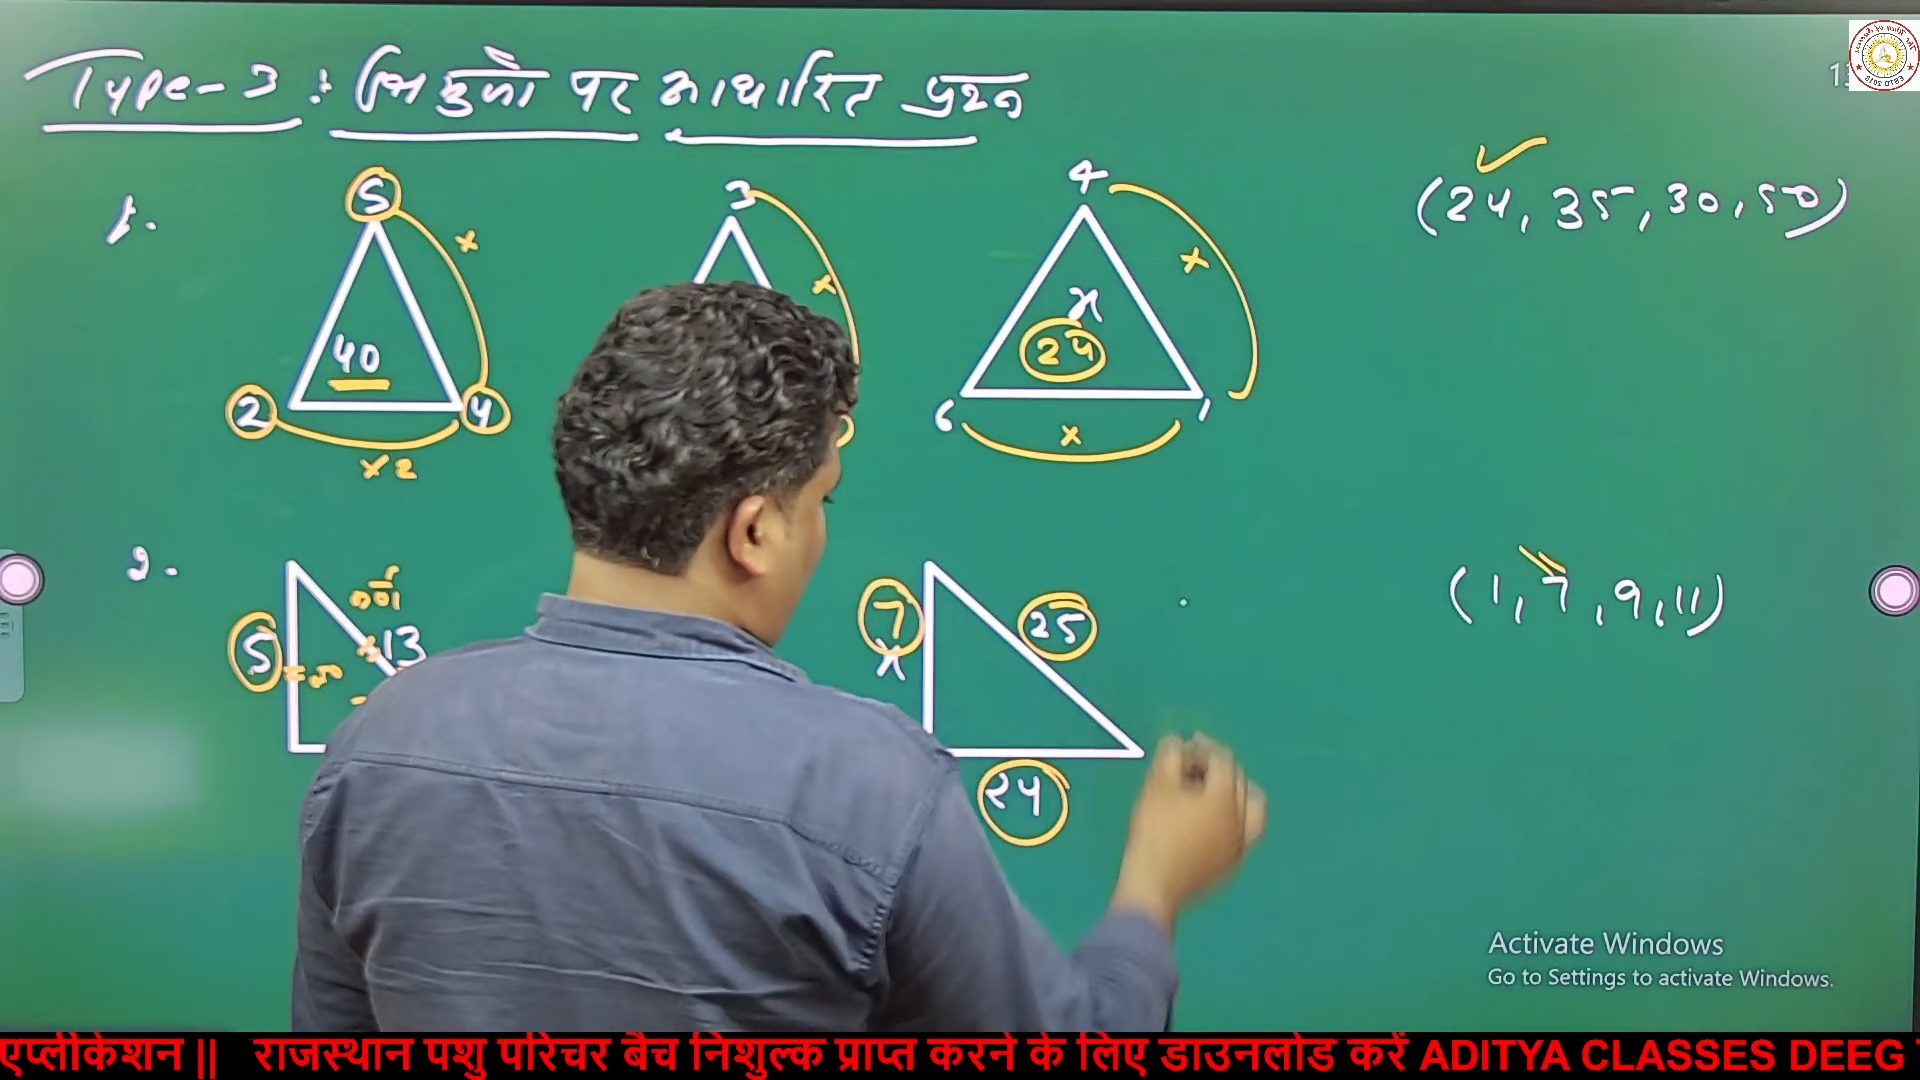 Type-3 : त्रिभुजो पर आधारित प्रश्न
1.
5
×
40
2
4
×2
3
×
4
×
x
24
6
1
×
(24, 35, 30, 50)
2.
5
13
7
x
25
24
(1, 7, 9, 11)
Activate Windows
Go to Settings to activate Windows.
एप्लीकेशन || राजस्थान पशु परिचर बैच निशुल्क प्राप्त करने के लिए डाउनलोड करें ADITYA CLASSES DEEG